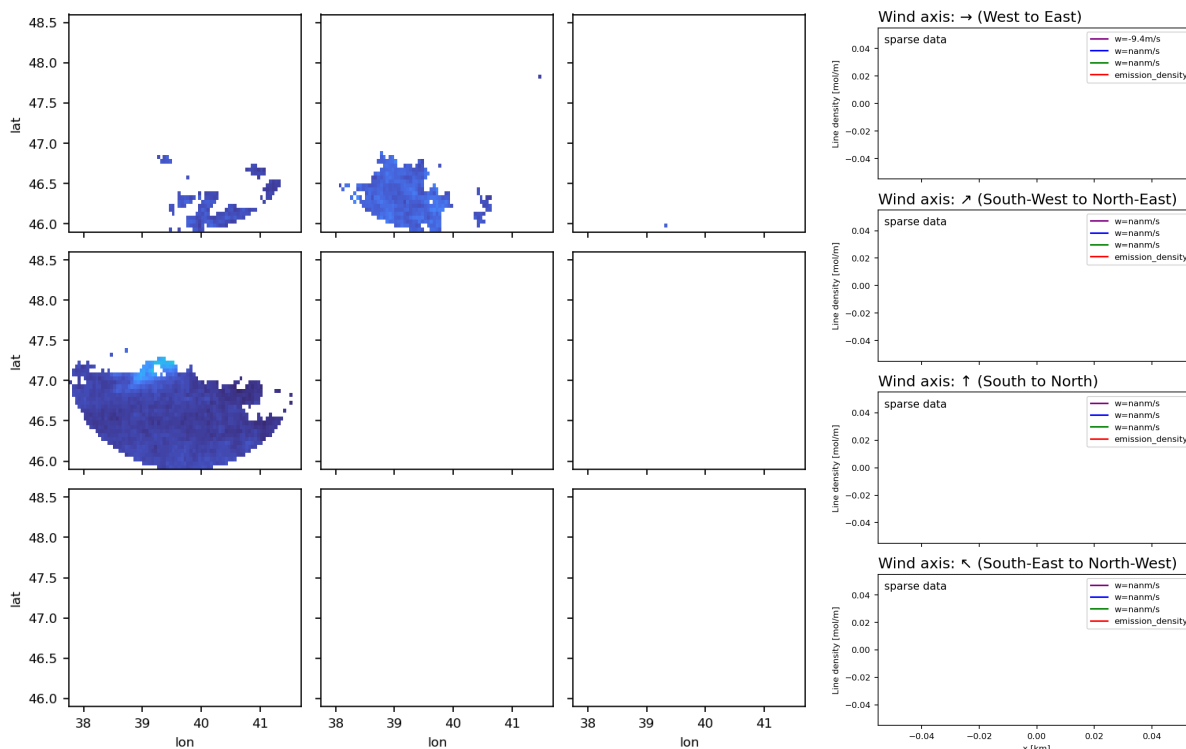 48.5
48.0
47.5
47.0
46.5
46.0
lat
48.5
48.0
47.5
47.0
46.5
46.0
lat
48.5
48.0
47.5
47.0
46.5
46.0
lat
38 39 40 41
lon
38 39 40 41
lon
38 39 40 41
lon
Wind axis: → (West to East)
sparse data
w=-9.4m/s
w=nanm/s
w=nanm/s
emission_density
0.04
0.02
0.00
−0.02
−0.04
Line density [mol/m]
Wind axis: ↗ (South-West to North-East)
sparse data
w=nanm/s
w=nanm/s
w=nanm/s
emission_density
0.04
0.02
0.00
−0.02
−0.04
Line density [mol/m]
Wind axis: ↑ (South to North)
sparse data
w=nanm/s
w=nanm/s
w=nanm/s
emission_density
0.04
0.02
0.00
−0.02
−0.04
Line density [mol/m]
Wind axis: ↖ (South-East to North-West)
sparse data
w=nanm/s
w=nanm/s
w=nanm/s
emission_density
0.04
0.02
0.00
−0.02
−0.04
Line density [mol/m]
−0.04 −0.02 0.00 0.02 0.04
x [km]